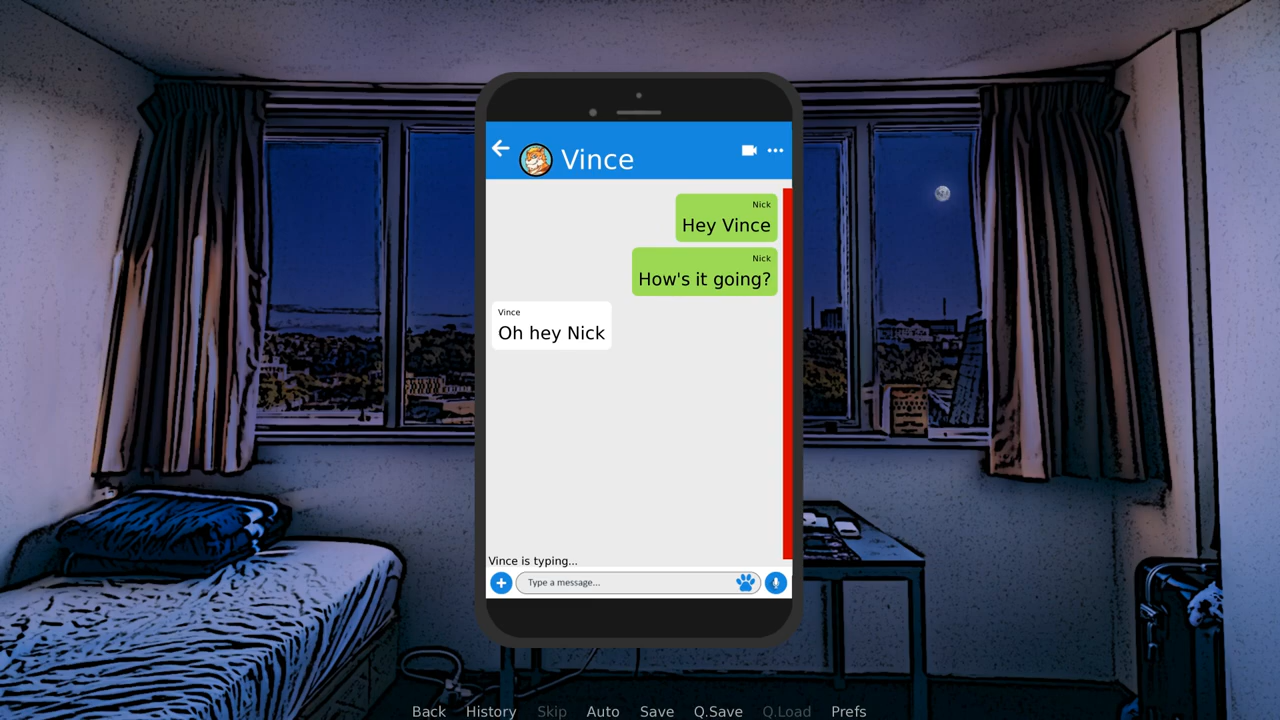 Vince
Nick
Hey Vince
Nick
How's it going?
Vince
Oh hey Nick
Vince is typing...
Type a message...
Back History Skip Auto Save Q.Save Q.Load Prefs